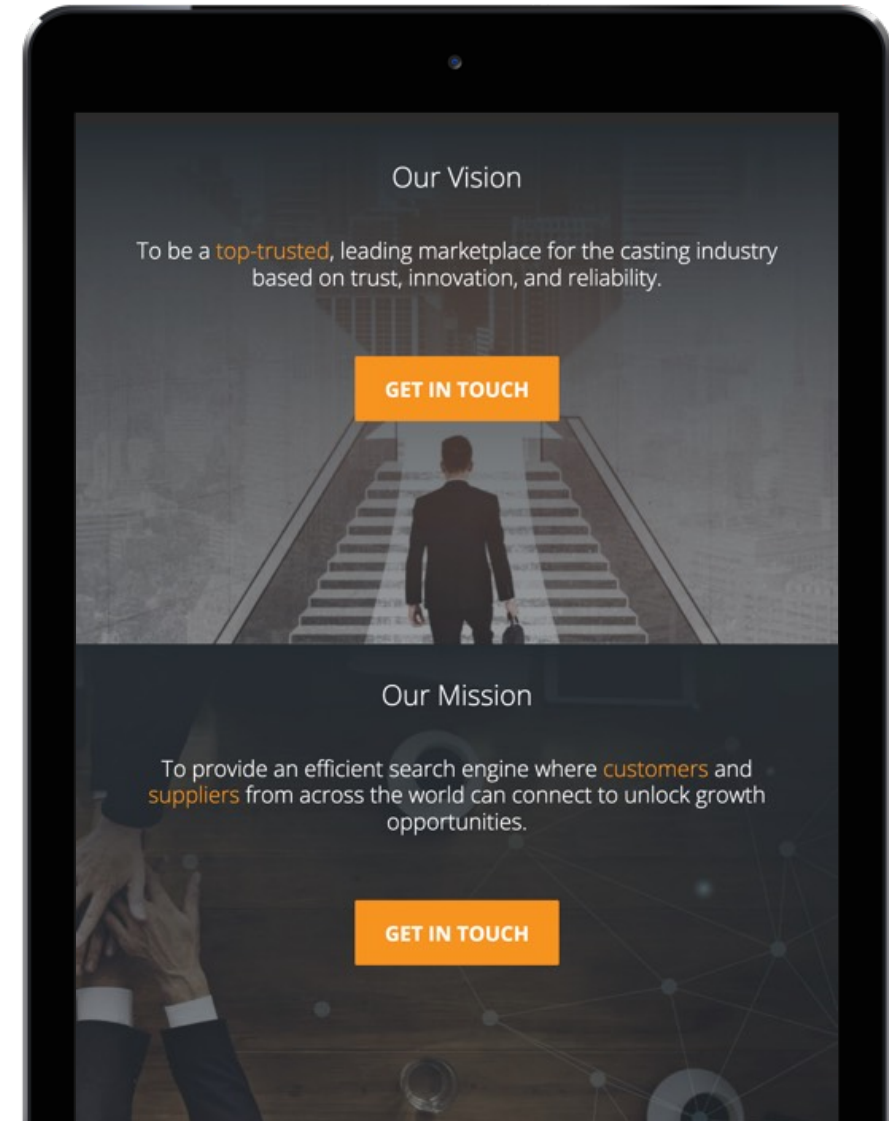 Our Vision
To be a top-trusted, leading marketplace for the casting industry
based on trust, innovation, and reliability.
GET IN TOUCH
Our Mission
To provide an efficient search engine where customers and
suppliers from across the world can connect to unlock growth
opportunities.
GET IN TOUCH